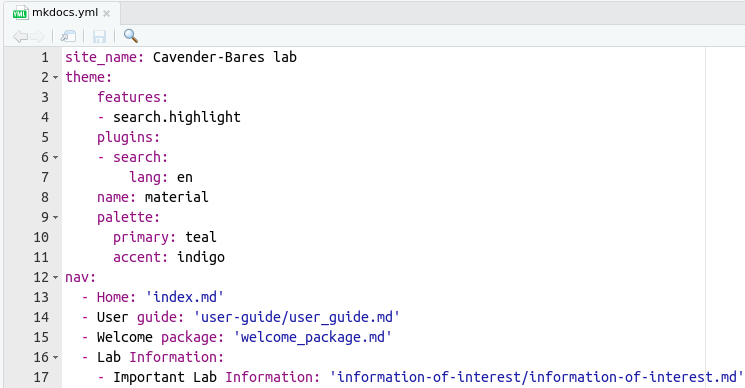 mkdocs.yml
1 site_name: Cavender-Bares lab
2 theme:
3     features:
4     - search.highlight
5     plugins:
6     - search:
7         lang: en
8     name: material
9     palette:
10       primary: teal
11       accent: indigo
12 nav:
13   - Home: 'index.md'
14   - User guide: 'user-guide/user_guide.md'
15   - Welcome package: 'welcome_package.md'
16   - Lab Information:
17     - Important Lab Information: 'information-of-interest/information-of-interest.md'